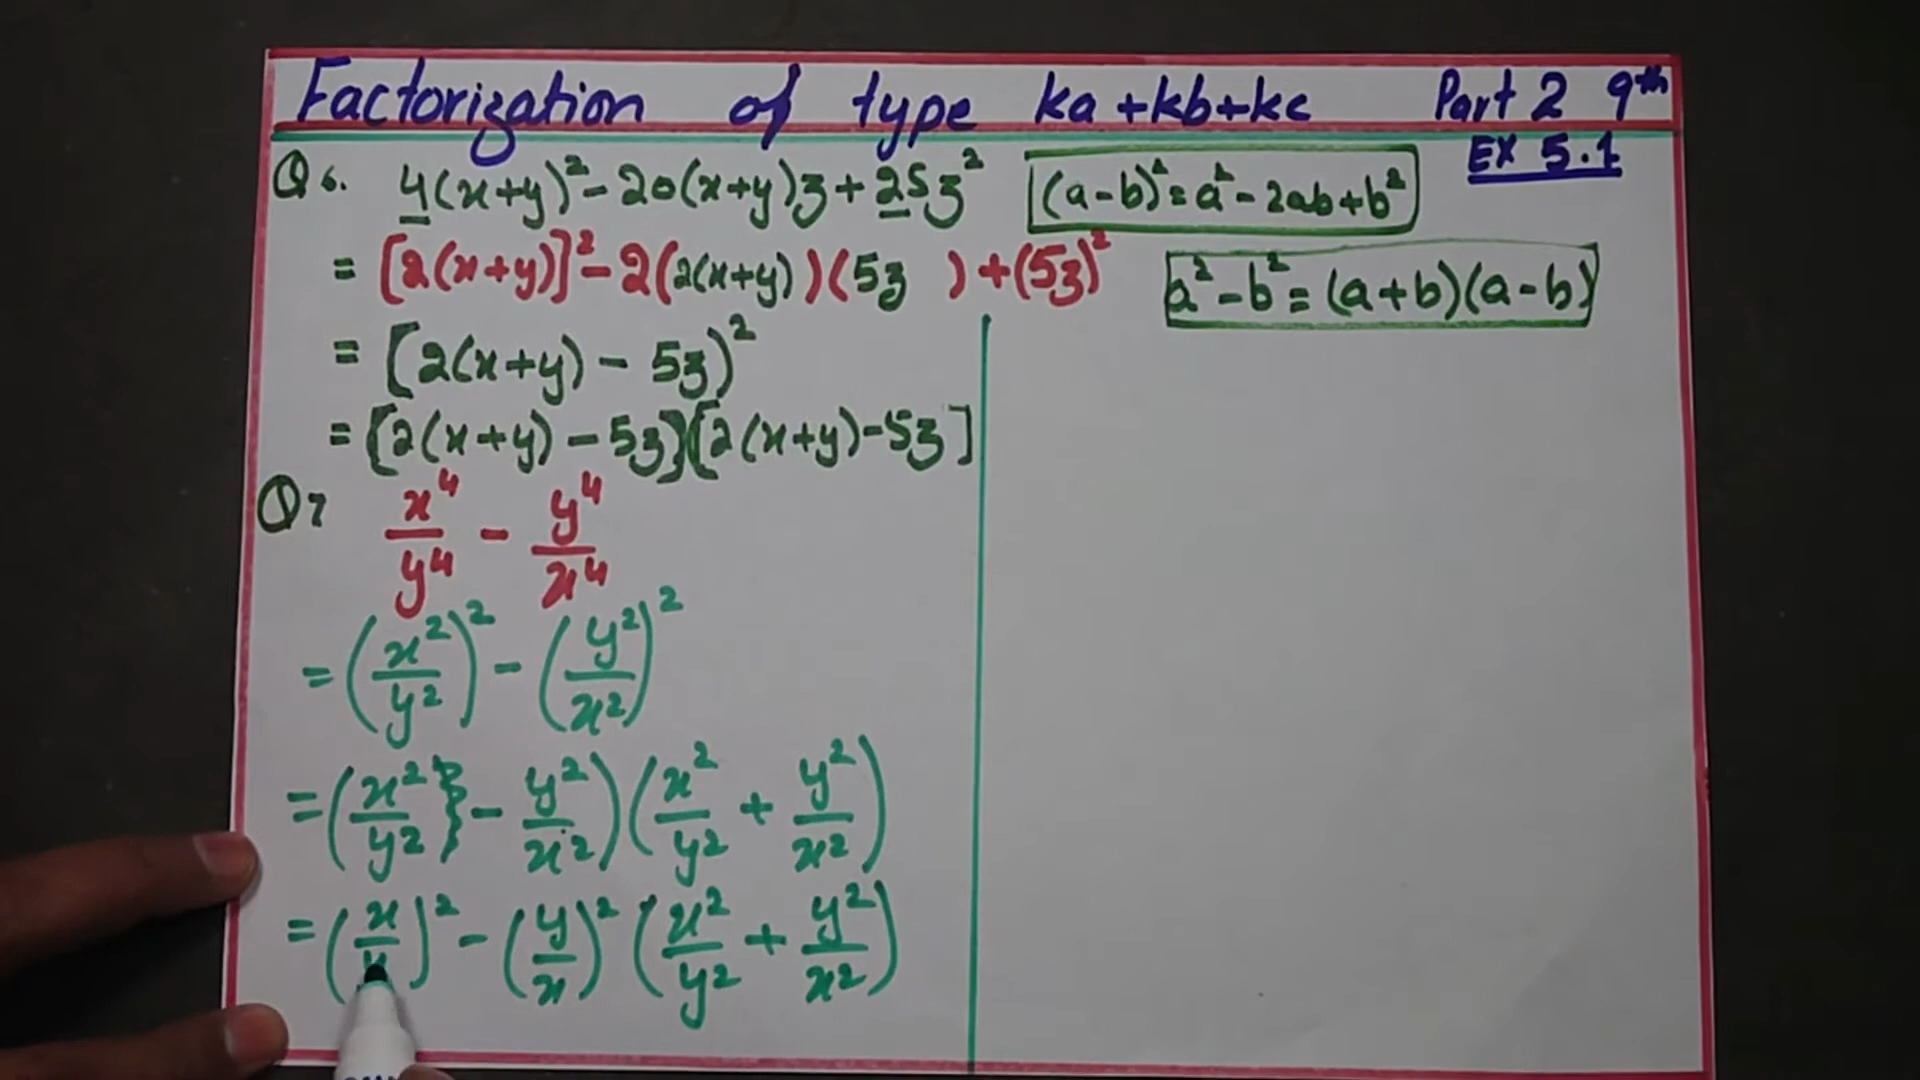 Factorization of type ka+kb+kc Part 2 9th
EX 5.1
Q6. 4(x+y)² - 20(x+y)z + 25z²
(a-b)² = a² - 2ab + b²
= [2(x+y)]² - 2(2(x+y))(5z) + (5z)²
a² - b² = (a+b)(a-b)
= [2(x+y) - 5z)²
= [2(x+y) - 5z][2(x+y) - 5z]
Q7 x⁴/y⁴ - y⁴/x⁴
= (x²/y²)² - (y²/x²)²
= (x²/y² - y²/x²)(x²/y² + y²/x²)
= (x/y)² - (y/x)² (x²/y² + y²/x²)